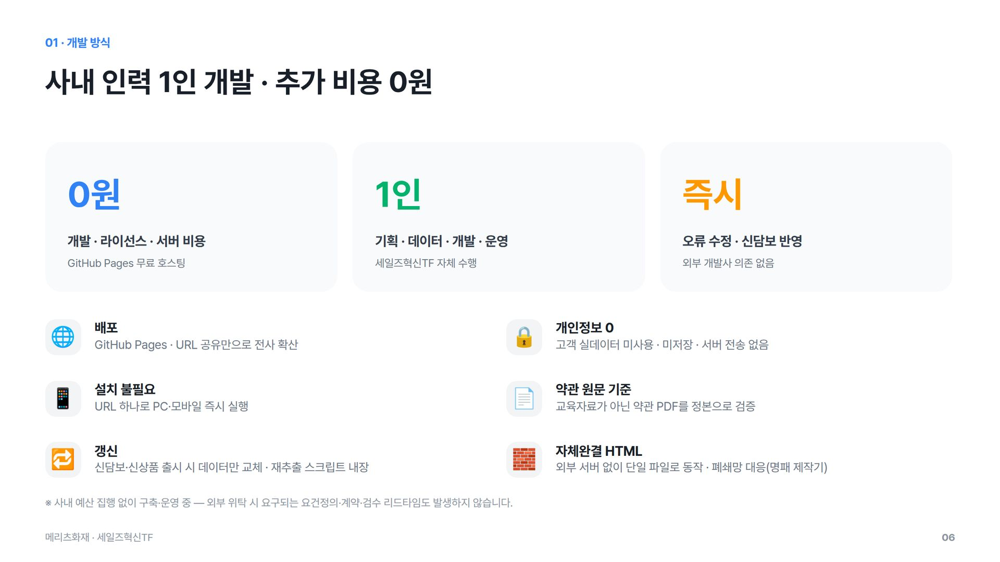 01 · 개발 방식
사내 인력 1인 개발 · 추가 비용 0원
0원
개발 · 라이선스 · 서버 비용
GitHub Pages 무료 호스팅
1인
기획 · 데이터 · 개발 · 운영
세일즈혁신TF 자체 수행
즉시
오류 수정 · 신담보 반영
외부 개발사 의존 없음
배포
GitHub Pages · URL 공유만으로 전사 확산
개인정보 0
고객 실데이터 미사용 · 미저장 · 서버 전송 없음
설치 불필요
URL 하나로 PC·모바일 즉시 실행
약관 원문 기준
교육자료가 아닌 약관 PDF를 정본으로 검증
갱신
신담보·신상품 출시 시 데이터만 교체 · 재추출 스크립트 내장
자체완결 HTML
외부 서버 없이 단일 파일로 동작 · 폐쇄망 대응(명패 제작기)
※ 사내 예산 집행 없이 구축·운영 중 — 외부 위탁 시 요구되는 요건정의·계약·검수 리드타임도 발생하지 않습니다.
메리츠화재 · 세일즈혁신TF
06